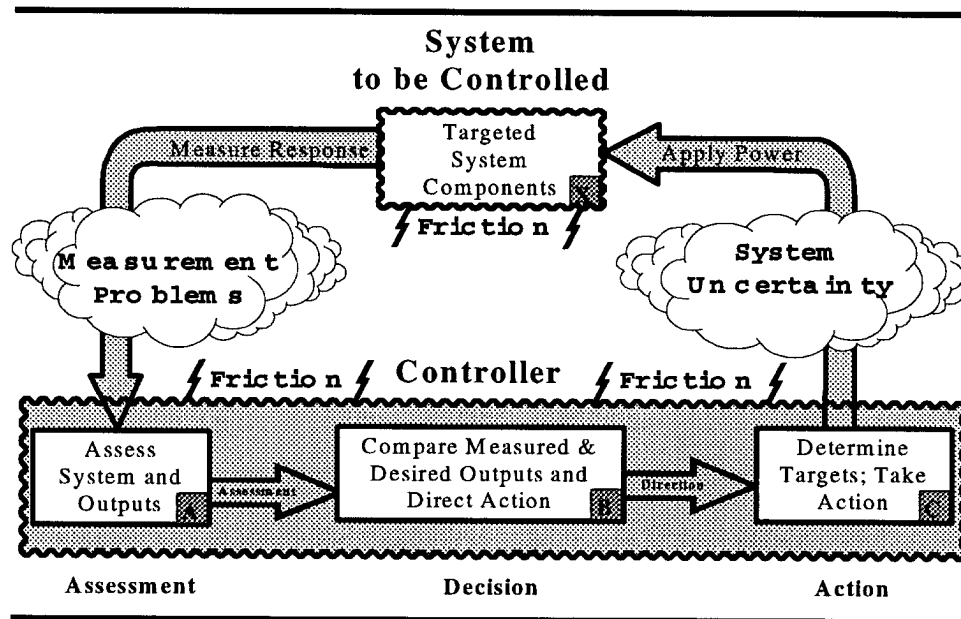 System
to be Controlled
Targeted
System
Components
X
Measure Response
Apply Power
Friction
Measurement
Problems
System
Uncertainty
Friction
Controller
Friction
Assess
System and
Outputs
A
Assessment
Compare Measured &
Desired Outputs and
Direct Action
B
Direction
Determine
Targets; Take
Action
C
Assessment
Decision
Action